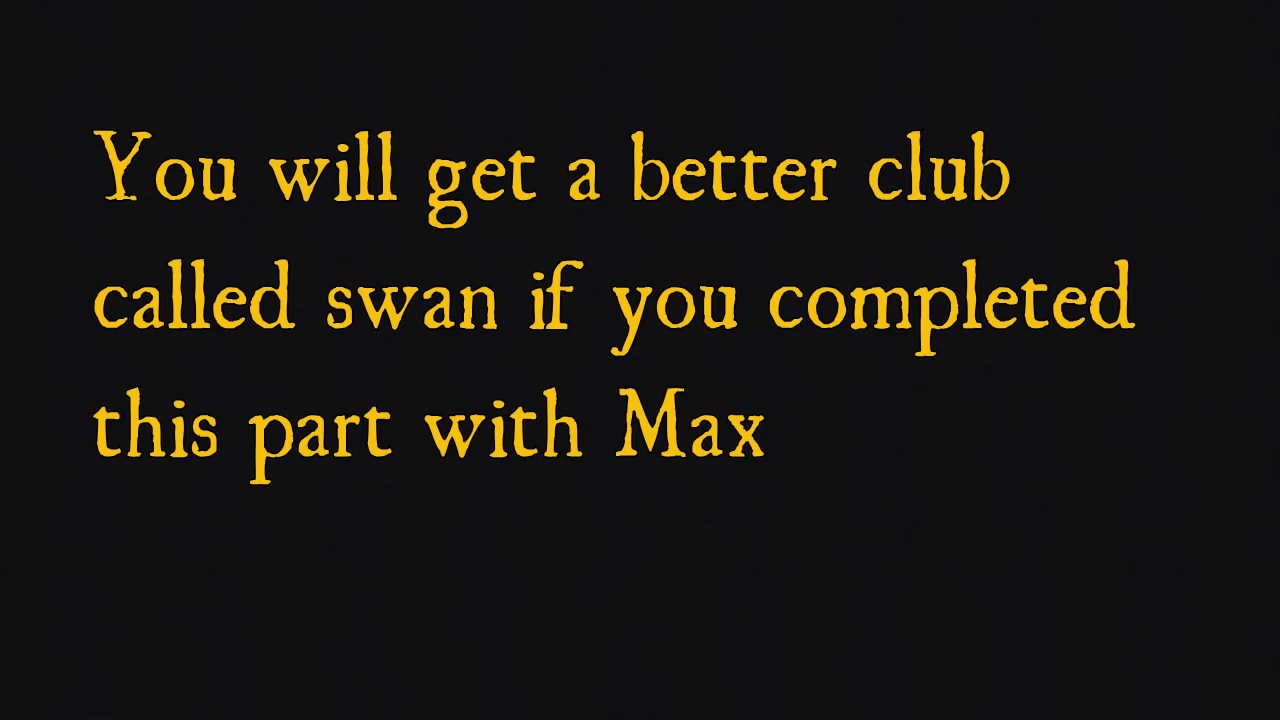 You will get a better club
called swan if you completed
this part with Max